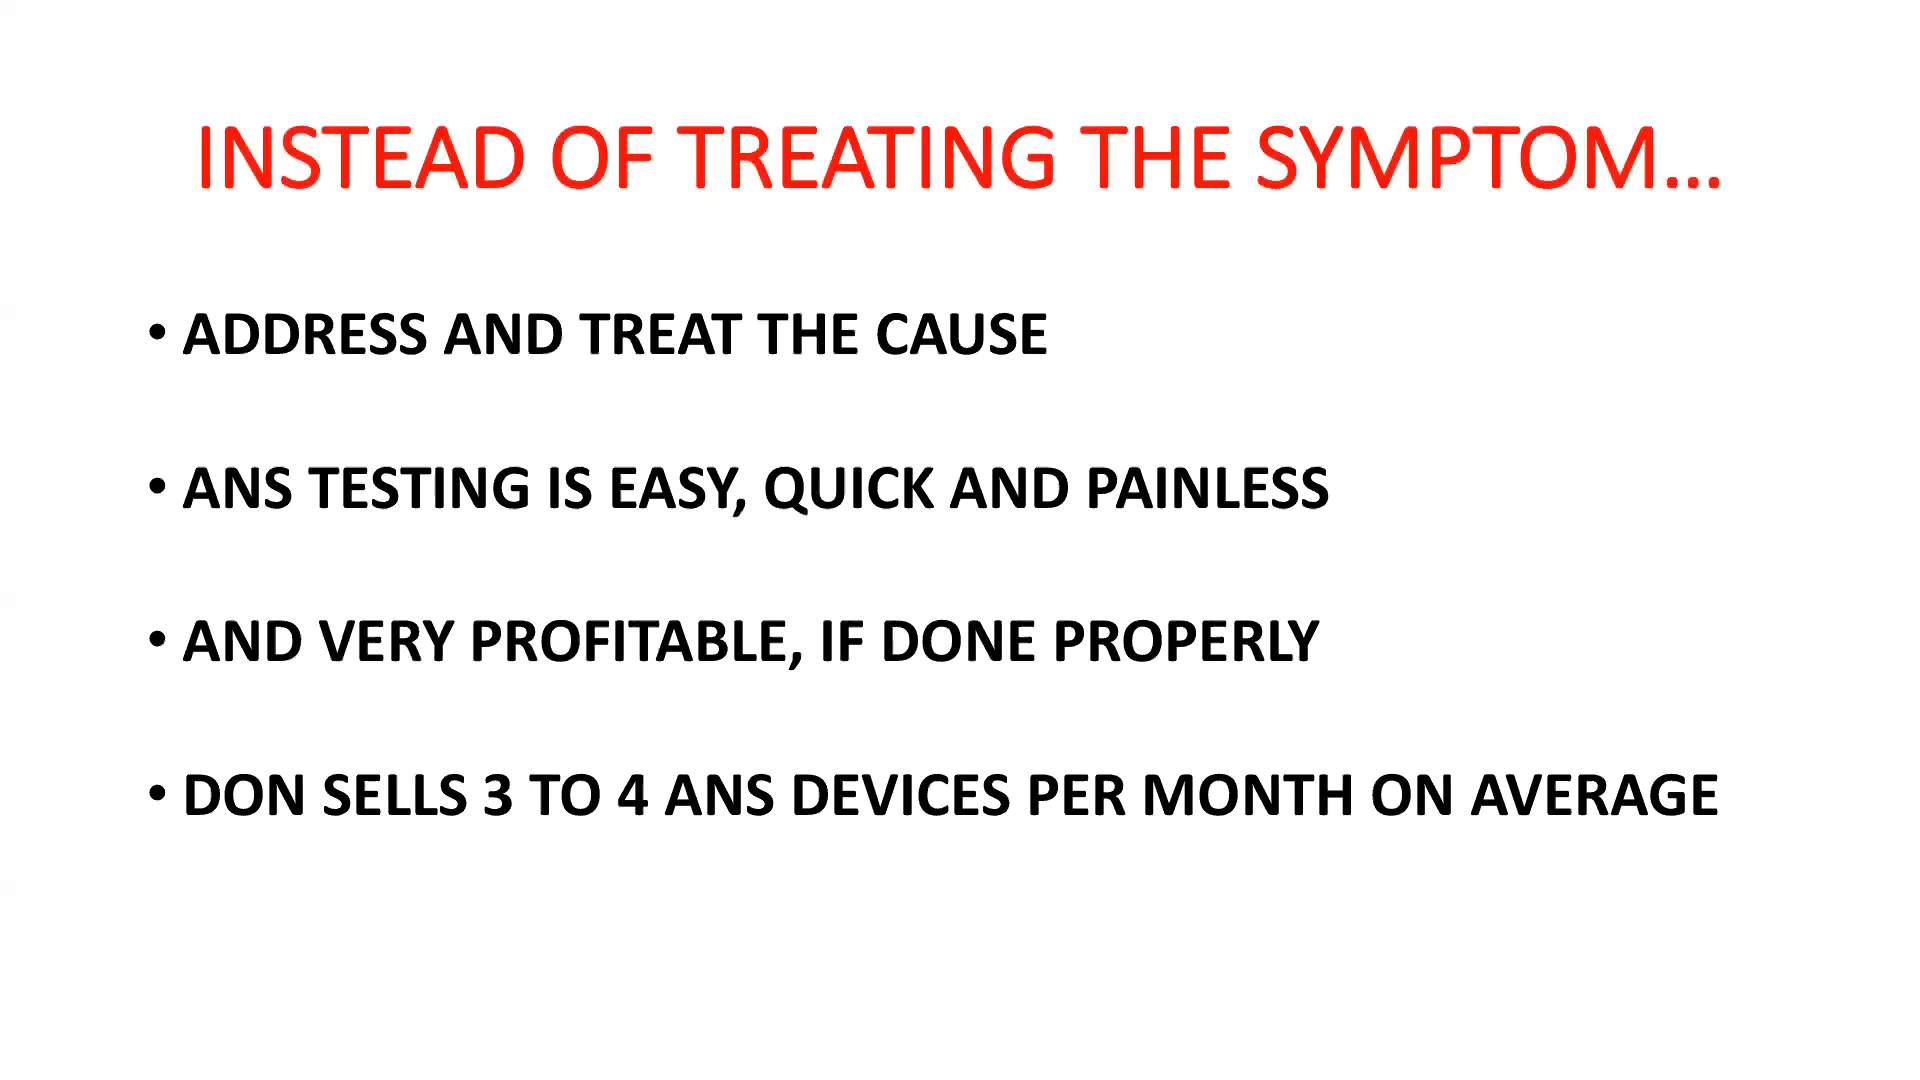 INSTEAD OF TREATING THE SYMPTOM...
• ADDRESS AND TREAT THE CAUSE
• ANS TESTING IS EASY, QUICK AND PAINLESS
• AND VERY PROFITABLE, IF DONE PROPERLY
• DON SELLS 3 TO 4 ANS DEVICES PER MONTH ON AVERAGE